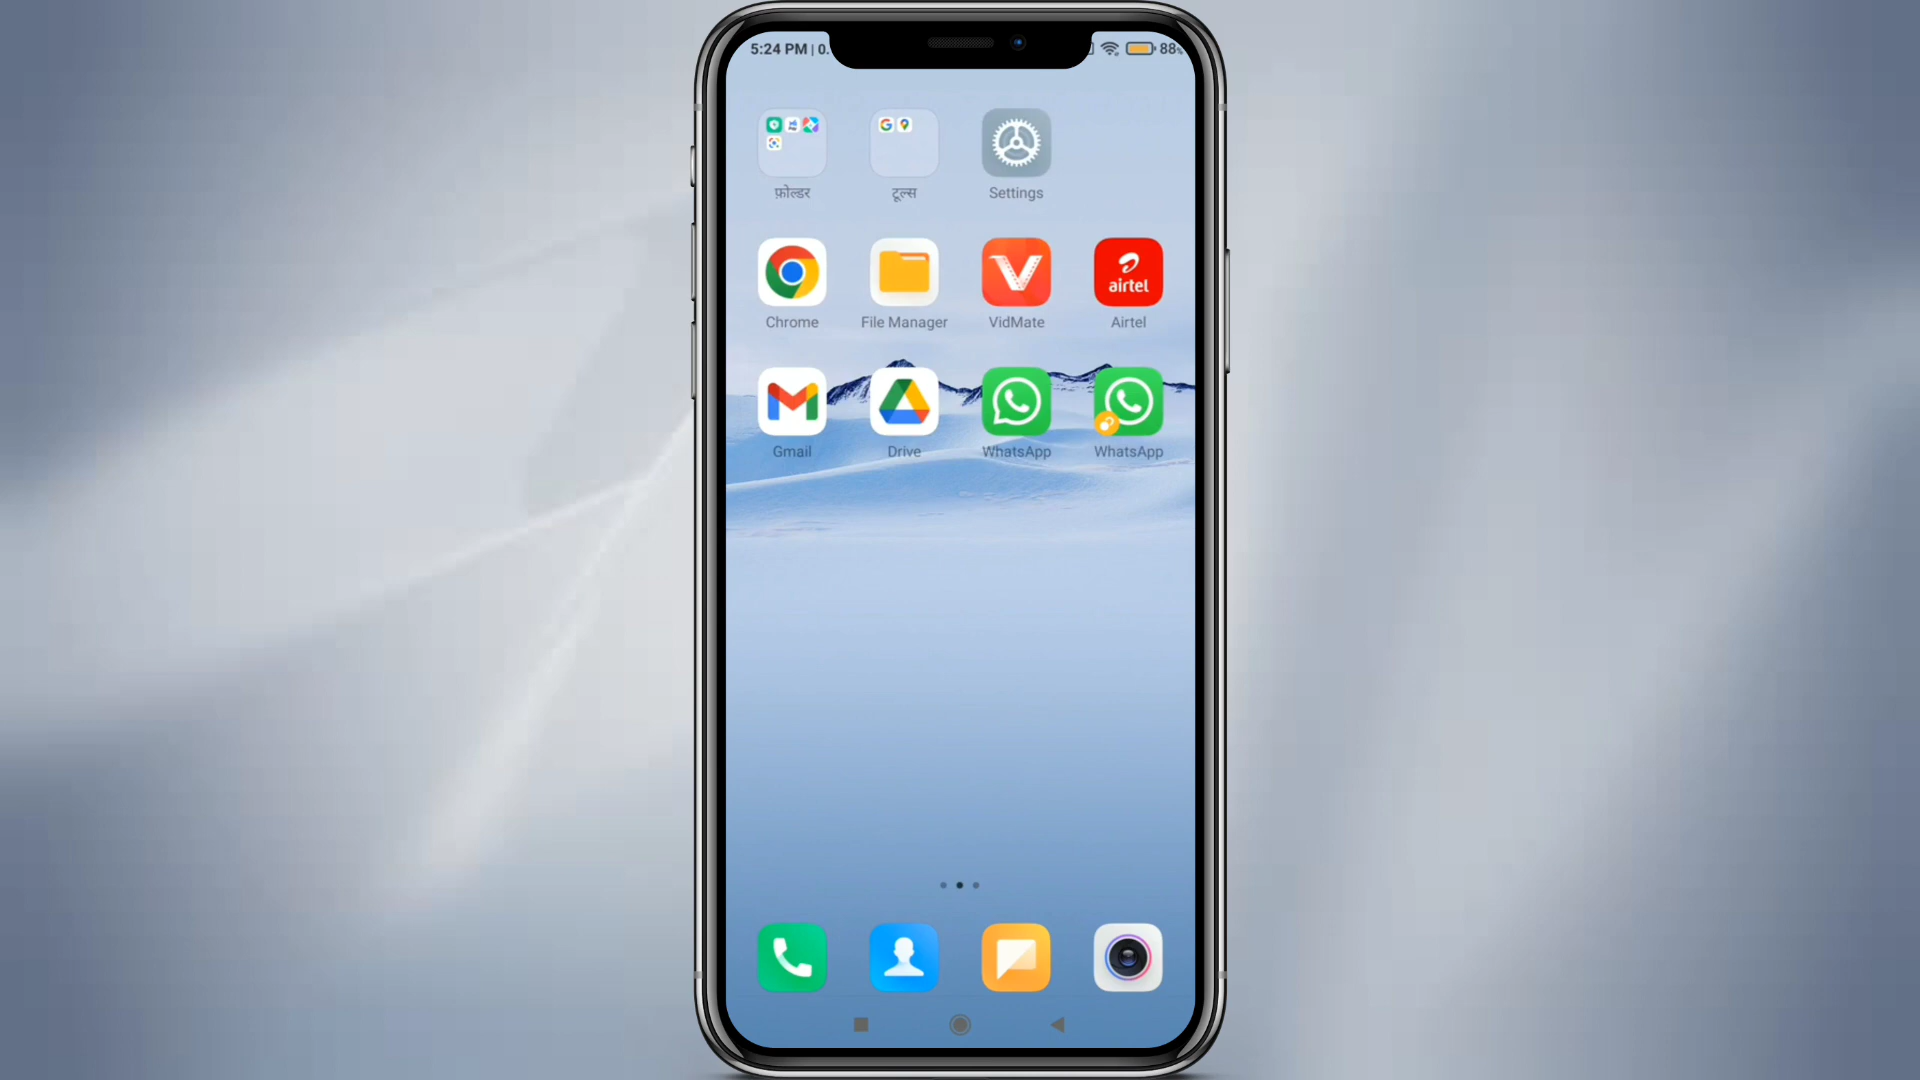 5:24 PM | 0.
88%
फ़ोल्डर
टूल्स
Settings
airtel
Chrome
File Manager
VidMate
Airtel
Gmail
Drive
WhatsApp
WhatsApp